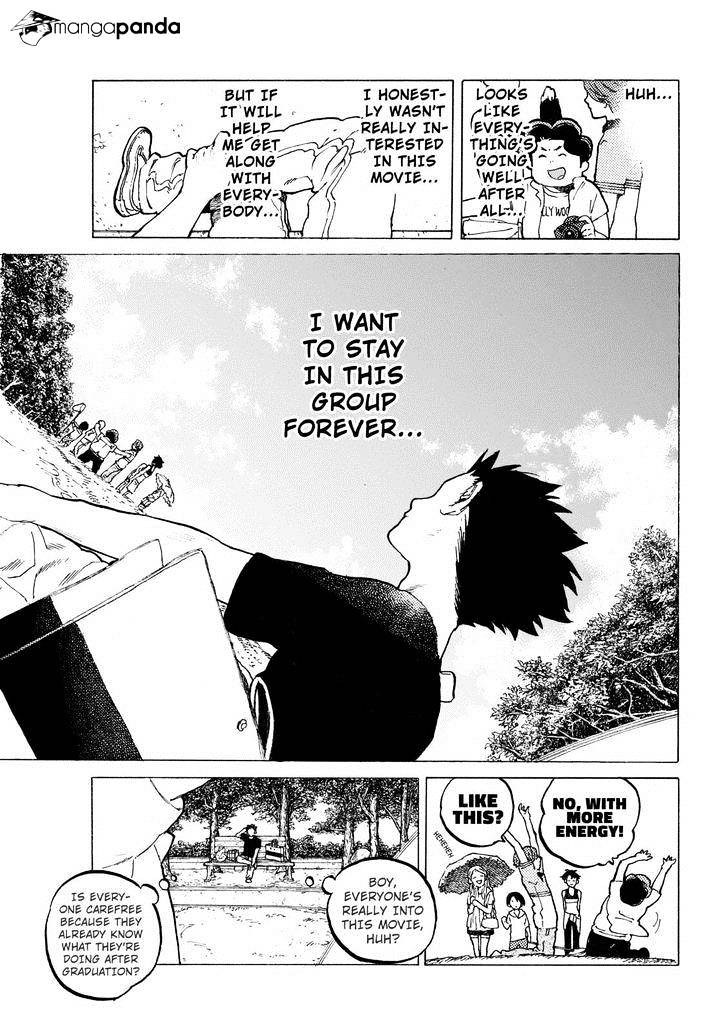 mangapanda
HUH...
LOOKS
LIKE
EVERY-
THING'S
GOING
WELL
AFTER
ALL...
LLY WOO
I HONEST-
LY WASN'T
REALLY IN-
TERESTED
IN THIS
MOVIE...
BUT IF
IT WILL
HELP
ME GET
ALONG
WITH
EVERY-
BODY...
I WANT
TO STAY
IN THIS
GROUP
FOREVER...
NO, WITH
MORE
ENERGY!
LIKE
THIS?
HEHEHEH
BOY,
EVERYONE'S
REALLY INTO
THIS MOVIE,
HUH?
IS EVERY-
ONE CAREFREE
BECAUSE THEY
ALREADY KNOW
WHAT THEY'RE
DOING AFTER
GRADUATION?